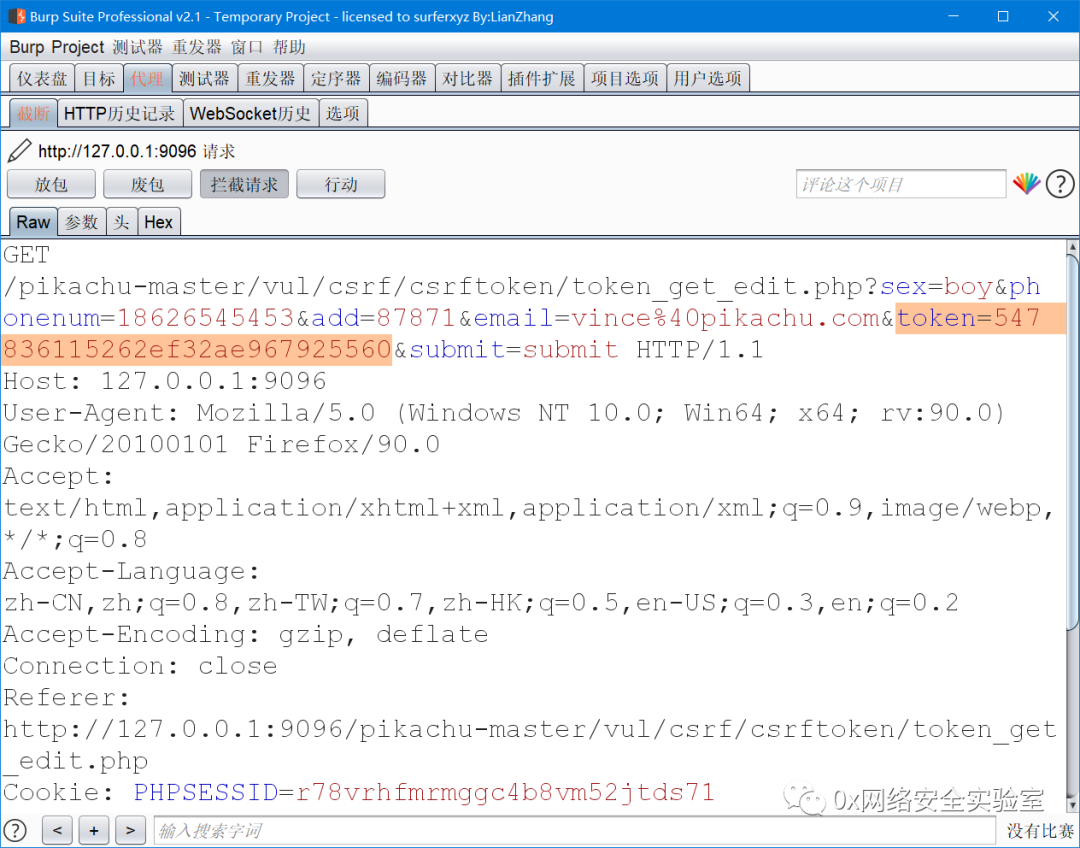 Burp Suite Professional v2.1 - Temporary Project - licensed to surferxyz By:LianZhang
Burp Project 测试器 重发器 窗口 帮助
仪表盘 目标 代理 测试器 重发器 定序器 编码器 对比器 插件扩展 项目选项 用户选项
截断 HTTP历史记录 WebSocket历史 选项
http://127.0.0.1:9096 请求
放包 废包 拦截请求 行动 评论这个项目 ?
Raw 参数 头 Hex
GET
/pikachu-master/vul/csrf/csrftoken/token_get_edit.php?sex=boy&ph
onenum=18626545453&add=87871&email=vince%40pikachu.com&token=547
836115262ef32ae967925560&submit=submit HTTP/1.1
Host: 127.0.0.1:9096
User-Agent: Mozilla/5.0 (Windows NT 10.0; Win64; x64; rv:90.0)
Gecko/20100101 Firefox/90.0
Accept:
text/html,application/xhtml+xml,application/xml;q=0.9,image/webp,
*/*;q=0.8
Accept-Language:
zh-CN,zh;q=0.8,zh-TW;q=0.7,zh-HK;q=0.5,en-US;q=0.3,en;q=0.2
Accept-Encoding: gzip, deflate
Connection: close
Referer:
http://127.0.0.1:9096/pikachu-master/vul/csrf/csrftoken/token_get
_edit.php
Cookie: PHPSESSID=r78vrhfmrmggc4b8vm52jtds71
0x网络安全实验室
? < + > 输入搜索字词 没有比赛